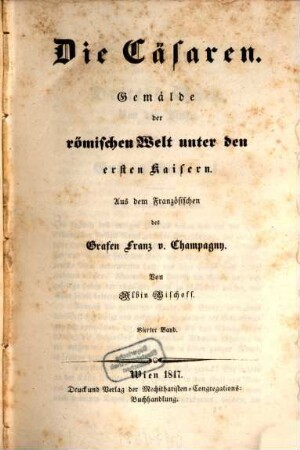 Die Cäſaren.
Gemälde
der
römiſchen Welt unter den
erſten Kaiſern.
Aus dem Franzöſiſchen
des
Grafen Franz v. Champagny.
Von
Albin Biſchoff.
Vierter Band.
Wien 1847.
Druck und Verlag der Mechithariſten-Congregations-
Buchhandlung.